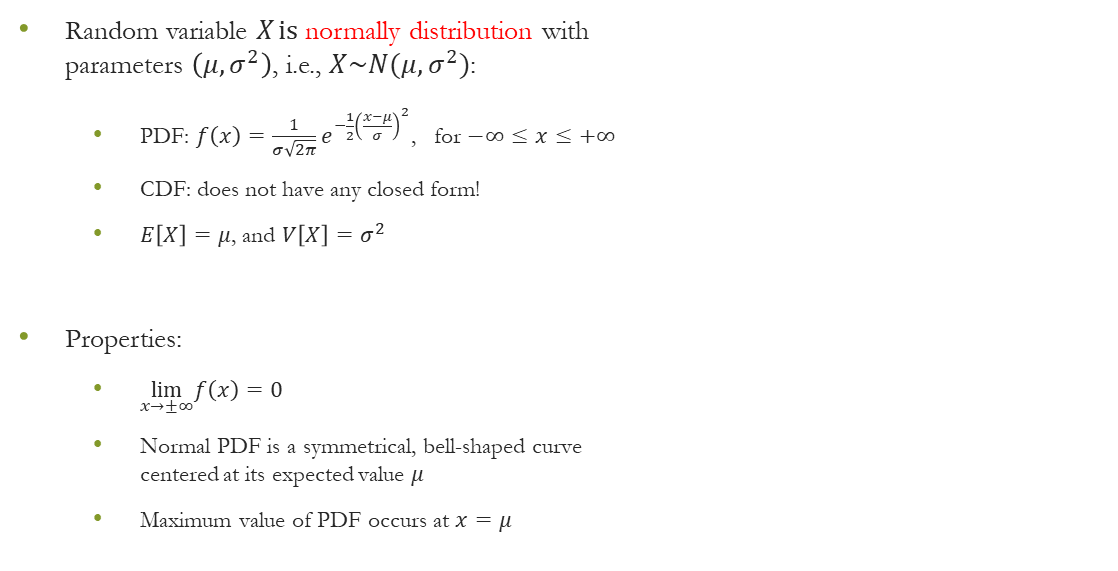 • Random variable X is normally distribution with
parameters (μ, σ²), i.e., X~N(μ, σ²):
• PDF: f(x) = 1/(σ√2π) e^(−1/2((x−μ)/σ)²), for −∞ ≤ x ≤ +∞
• CDF: does not have any closed form!
• E[X] = μ, and V[X] = σ²
• Properties:
• lim x→±∞ f(x) = 0
• Normal PDF is a symmetrical, bell-shaped curve
centered at its expected value μ
• Maximum value of PDF occurs at x = μ